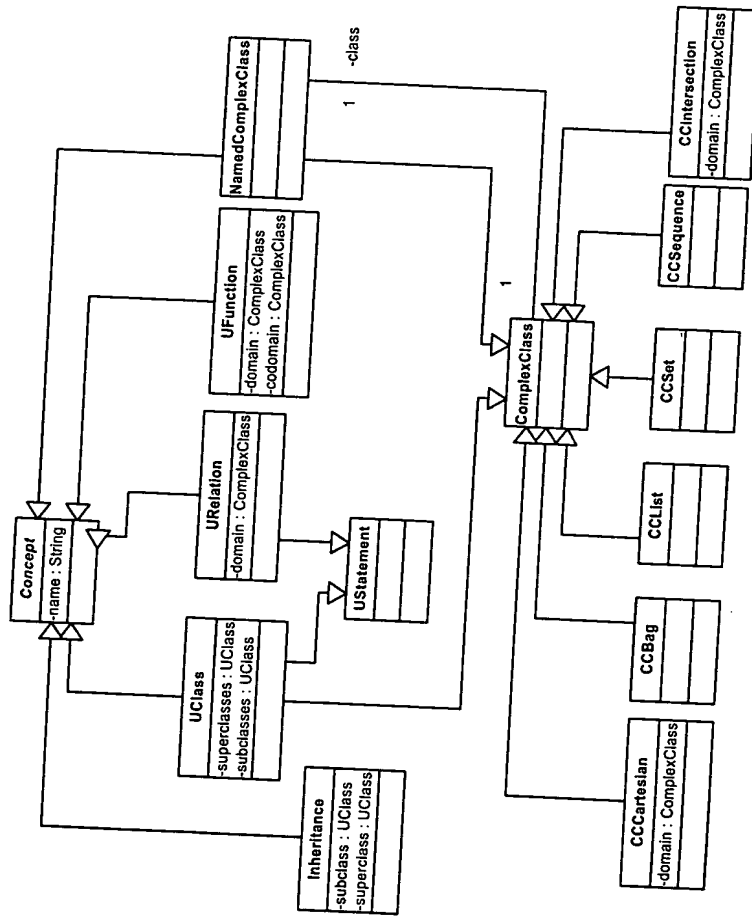 Concept
-name : String
Inheritance
-subclass : UClass
-superclass : UClass
UClass
-superclasses : UClass
-subclasses : UClass
URelation
-domain : ComplexClass
UFunction
-domain : ComplexClass
-codomain : ComplexClass
NamedComplexClass
UStatement
1
-class
1
ComplexClass
CCCartesian
-domain : ComplexClass
CCBag
CCList
CCSet
CCSequence
CCIntersection
-domain : ComplexClass